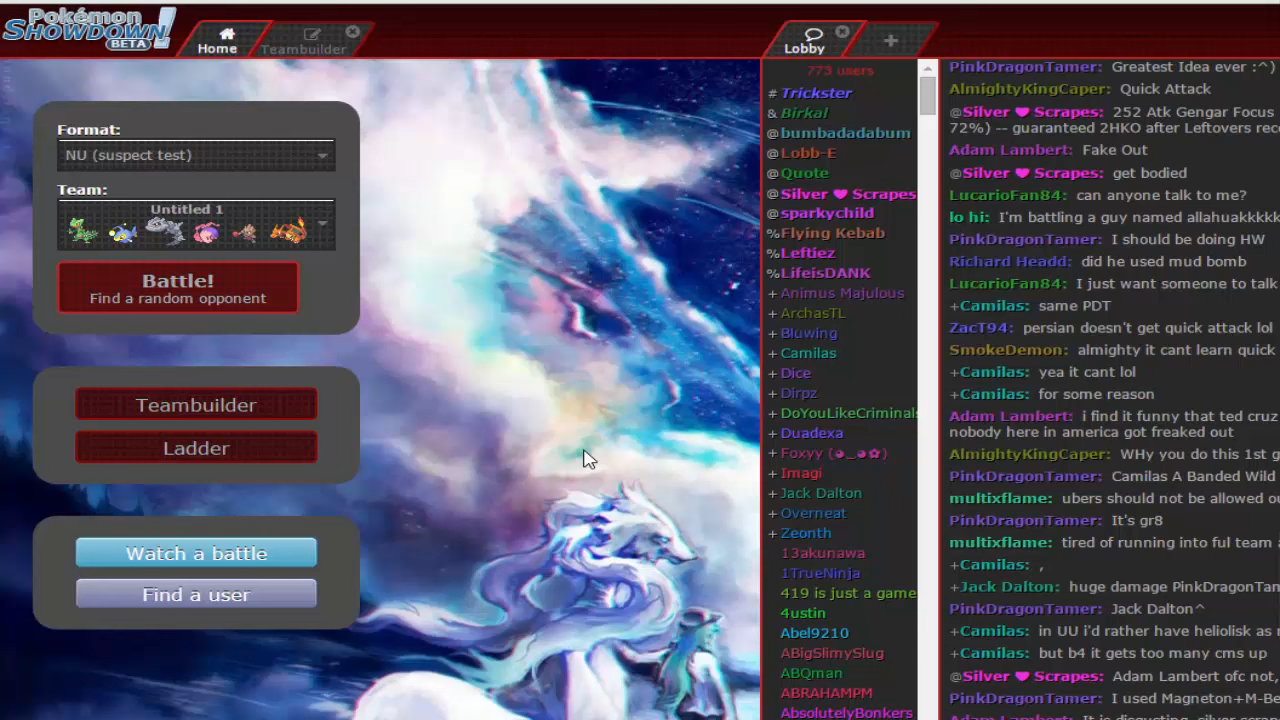 Pokémon
SHOWDOWN!
BETA
Home
Teambuilder
Lobby
Format:
NU (suspect test)
Team:
Untitled 1
Battle!
Find a random opponent
Teambuilder
Ladder
Watch a battle
Find a user
773 users
# Trickster
& Birkal
@bumbadadabum
@Lobb-E
@Quote
@Silver ♥ Scrapes
@sparkychild
%Flying Kebab
%Leftiez
%LifeisDANK
+Animus Majulous
+ArchasTL
+Bluwing
+Camilas
+Dice
+Dirpz
+DoYouLikeCriminals
+Duadexa
+Foxyy (◕_◕✿)
+Imagi
+Jack Dalton
+Overneat
+Zeonth
13akunawa
1TrueNinja
419 is just a game
4ustin
Abel9210
ABigSlimySlug
ABQman
ABRAHAMPM
AbsolutelyBonkers
PinkDragonTamer: Greatest Idea ever :^)
AlmightyKingCaper: Quick Attack
@Silver ♥ Scrapes: 252 Atk Gengar Focus
72%) -- guaranteed 2HKO after Leftovers reco
Adam Lambert: Fake Out
@Silver ♥ Scrapes: get bodied
LucarioFan84: can anyone talk to me?
lo hi: I'm battling a guy named allahuakkkkk
PinkDragonTamer: I should be doing HW
Richard Headd: did he used mud bomb
LucarioFan84: I just want someone to talk
+Camilas: same PDT
ZacT94: persian doesn't get quick attack lol
SmokeDemon: almighty it cant learn quick
+Camilas: yea it cant lol
+Camilas: for some reason
Adam Lambert: i find it funny that ted cruz
nobody here in america got freaked out
AlmightyKingCaper: WHy you do this 1st g
PinkDragonTamer: Camilas A Banded Wild
multixflame: ubers should not be allowed ou
PinkDragonTamer: It's gr8
multixflame: tired of running into ful team
+Camilas: ,
+Jack Dalton: huge damage PinkDragonTam
PinkDragonTamer: Jack Dalton^
+Camilas: in UU i'd rather have heliolisk as
+Camilas: but b4 it gets too many cms up
@Silver ♥ Scrapes: Adam Lambert ofc not,
PinkDragonTamer: I used Magneton+M-Be